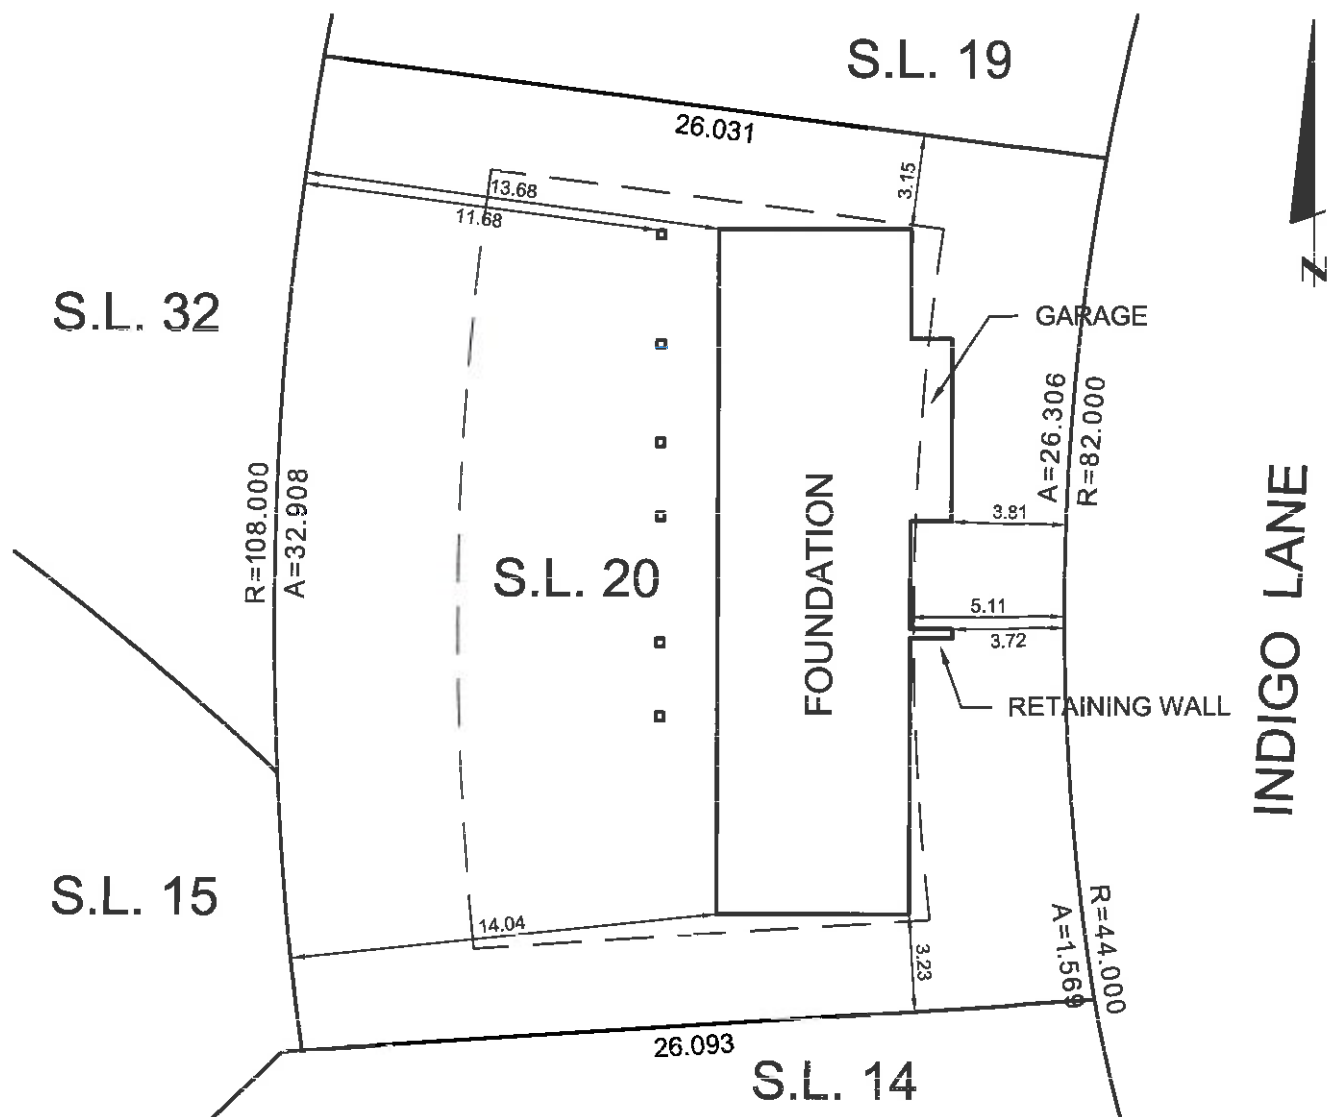 S.L. 19
26.031
3.15
13.68
11.68
S.L. 32
GARAGE
R=108.000
A=32.908
A=26.306
R=82.000
3.81
FOUNDATION
S.L. 20
5.11
3.72
RETAINING WALL
INDIGO LANE
S.L. 15
14.04
3.23
R=44.000
A=1.569
26.093
S.L. 14
N